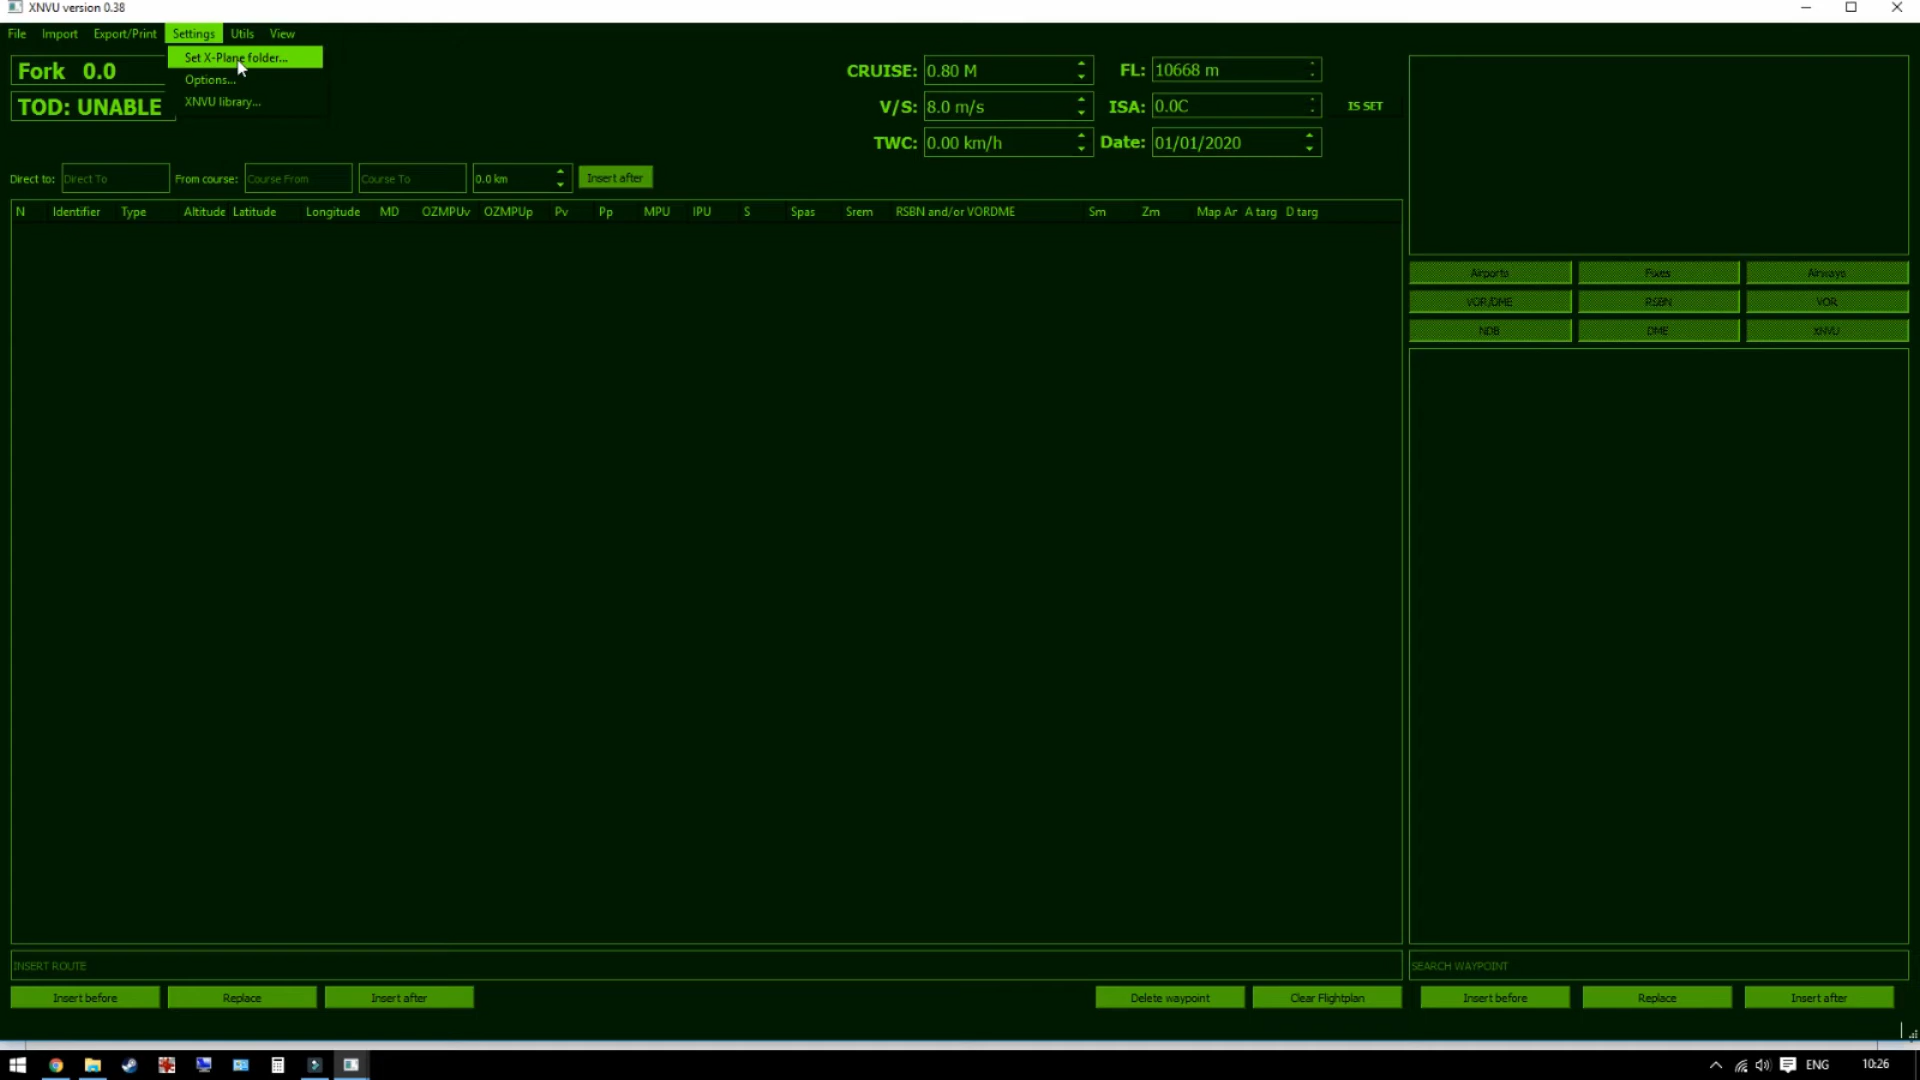 XNVU version 0.38
File Import Export/Print Settings Utils View
Set X-Plane folder...
Options...
XNVU library...
Fork 0.0
TOD: UNABLE
CRUISE: 0.80 M FL: 10668 m
V/S: 8.0 m/s ISA: 0.0C IS SET
TWC: 0.00 km/h Date: 01/01/2020
Direct to: Direct To From course: Course From Course To 0.0 km Insert after
N Identifier Type Altitude Latitude Longitude MD OZMPUv OZMPUp Pv Pp MPU IPU S Spas Srem RSBN and/or VORDME Sm Zm Map Ar A targ D targ
Airports Fixes Airways
VOR/DME RSBN VOR
NDB DME XNVU
INSERT ROUTE
SEARCH WAYPOINT
Insert before Replace Insert after Delete waypoint Clear Flightplan Insert before Replace Insert after
ENG 10:26